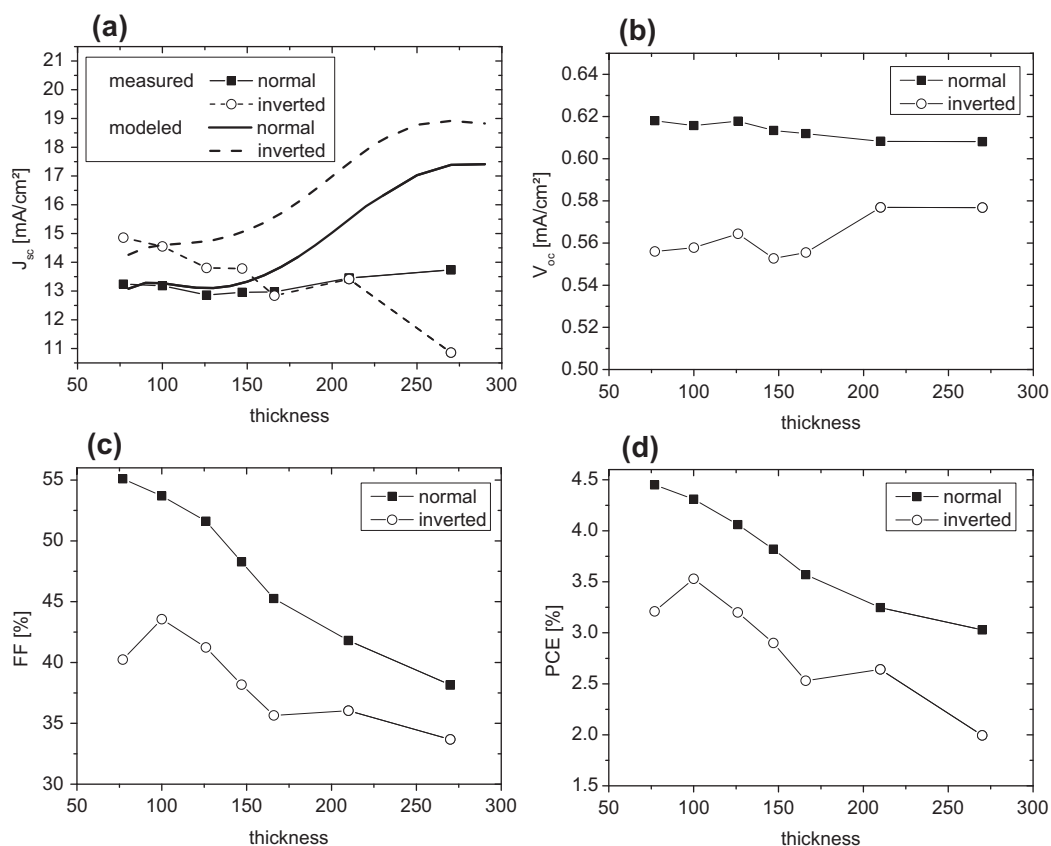 (a)
21
20
19
18
17
16
15
14
13
12
11
J_sc [mA/cm²]
measured normal
inverted
modeled normal
inverted
50 100 150 200 250 300
thickness
(b)
0.64
0.62
0.60
0.58
0.56
0.54
0.52
0.50
V_oc [mA/cm²]
normal
inverted
50 100 150 200 250 300
thickness
(c)
55
50
45
40
35
30
FF [%]
normal
inverted
50 100 150 200 250 300
thickness
(d)
4.5
4.0
3.5
3.0
2.5
2.0
1.5
PCE [%]
normal
inverted
50 100 150 200 250 300
thickness